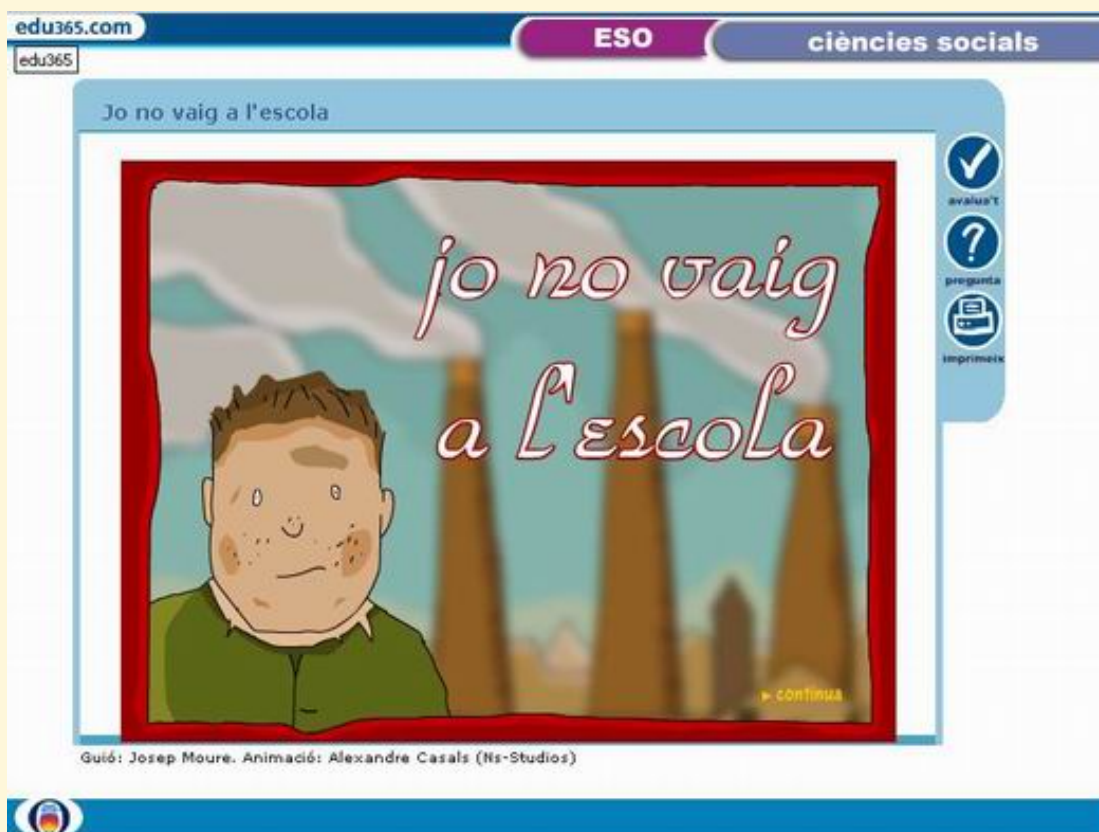 edu365.com
ESO
ciències socials
edu365
Jo no vaig a l'escola
jo no vaig
a l'escola
avalua't
pregunta
imprimeix
continua
Guió: Josep Moure. Animació: Alexandre Casals (Ns-Studios)